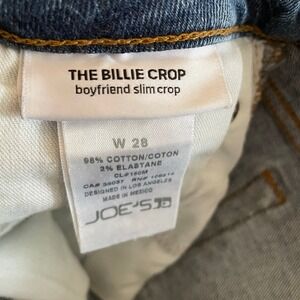 THE BILLIE CROP
boyfriend slim crop
W 28
98% COTTON/COTON
2% ELASTANE
DESIGNED IN LOS ANGELES
MADE IN MEXICO
JOE'S